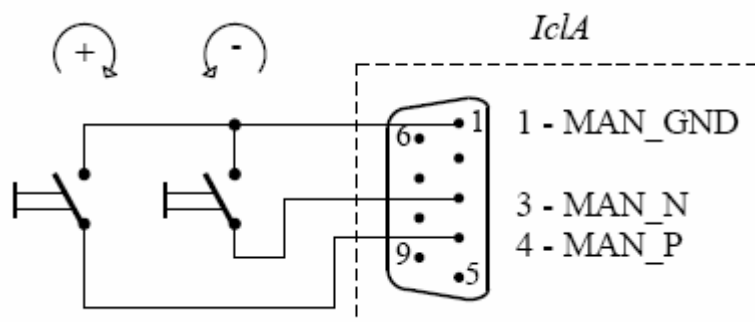 IclA
+ -
1 1 - MAN_GND
6
3 - MAN_N
4 - MAN_P
9
5